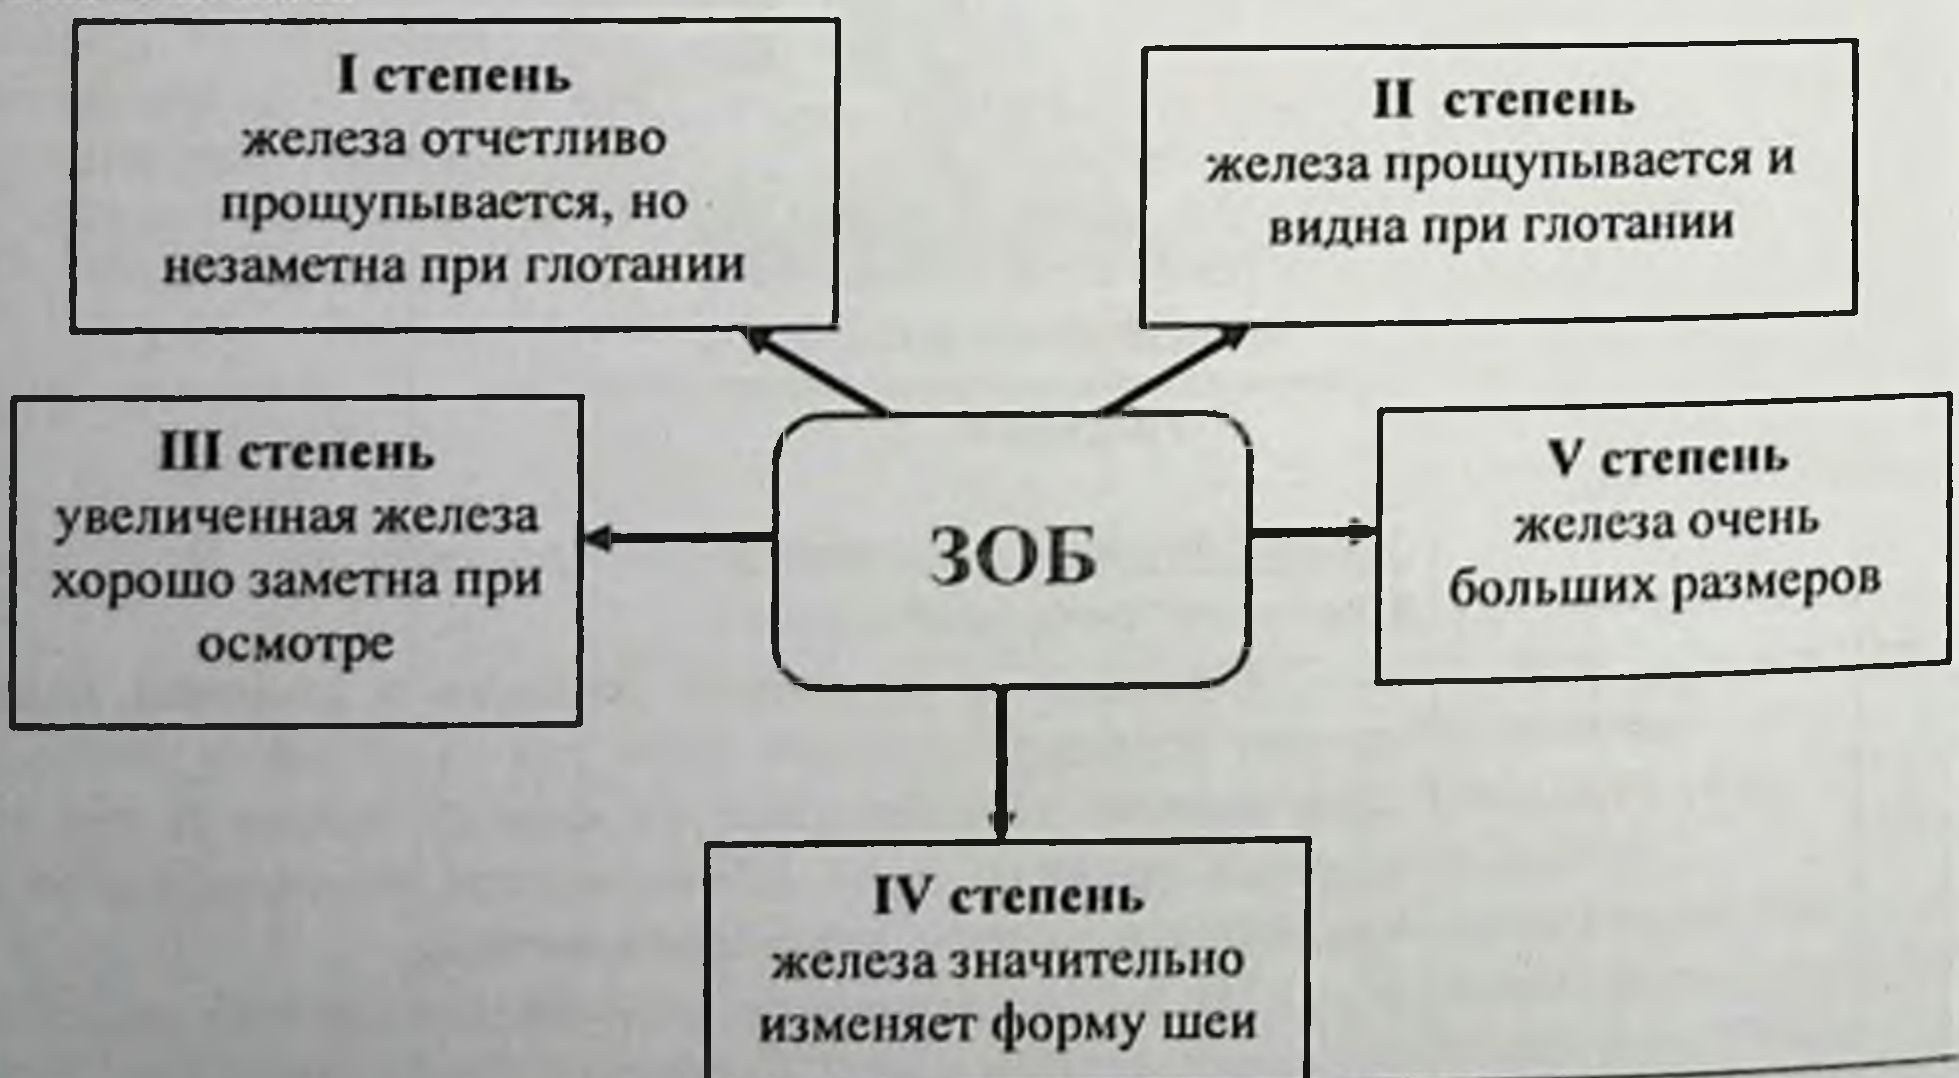 I степень
железа отчетливо
прощупывается, но
незаметна при глотании
II степень
железа прощупывается и
видна при глотании
III степень
увеличенная железа
хорошо заметна при
осмотре
ЗОБ
V степень
железа очень
больших размеров
IV степень
железа значительно
изменяет форму шеи